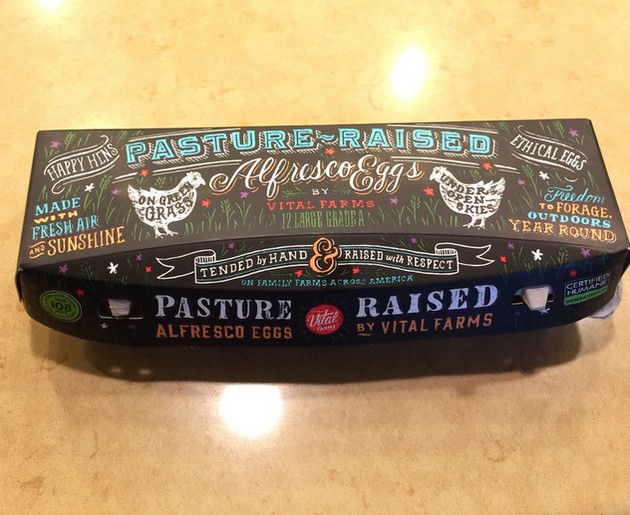 HAPPY HENS
PASTURE-RAISED
ETHICAL EGGS
Alfresco Eggs
BY
VITAL FARMS
12 LARGE GRADE A
ON GREEN
GRASS
UNDER
OPEN
SKIES
MADE
WITH
FRESH AIR
AND SUNSHINE
Freedom
TO FORAGE
OUTDOORS
YEAR ROUND
TENDED by HAND & RAISED with RESPECT
ON FAMILY FARMS ACROSS AMERICA
108
PASTURE RAISED
ALFRESCO EGGS
Vital
FARMS
BY VITAL FARMS
CERTIFIED
HUMANE